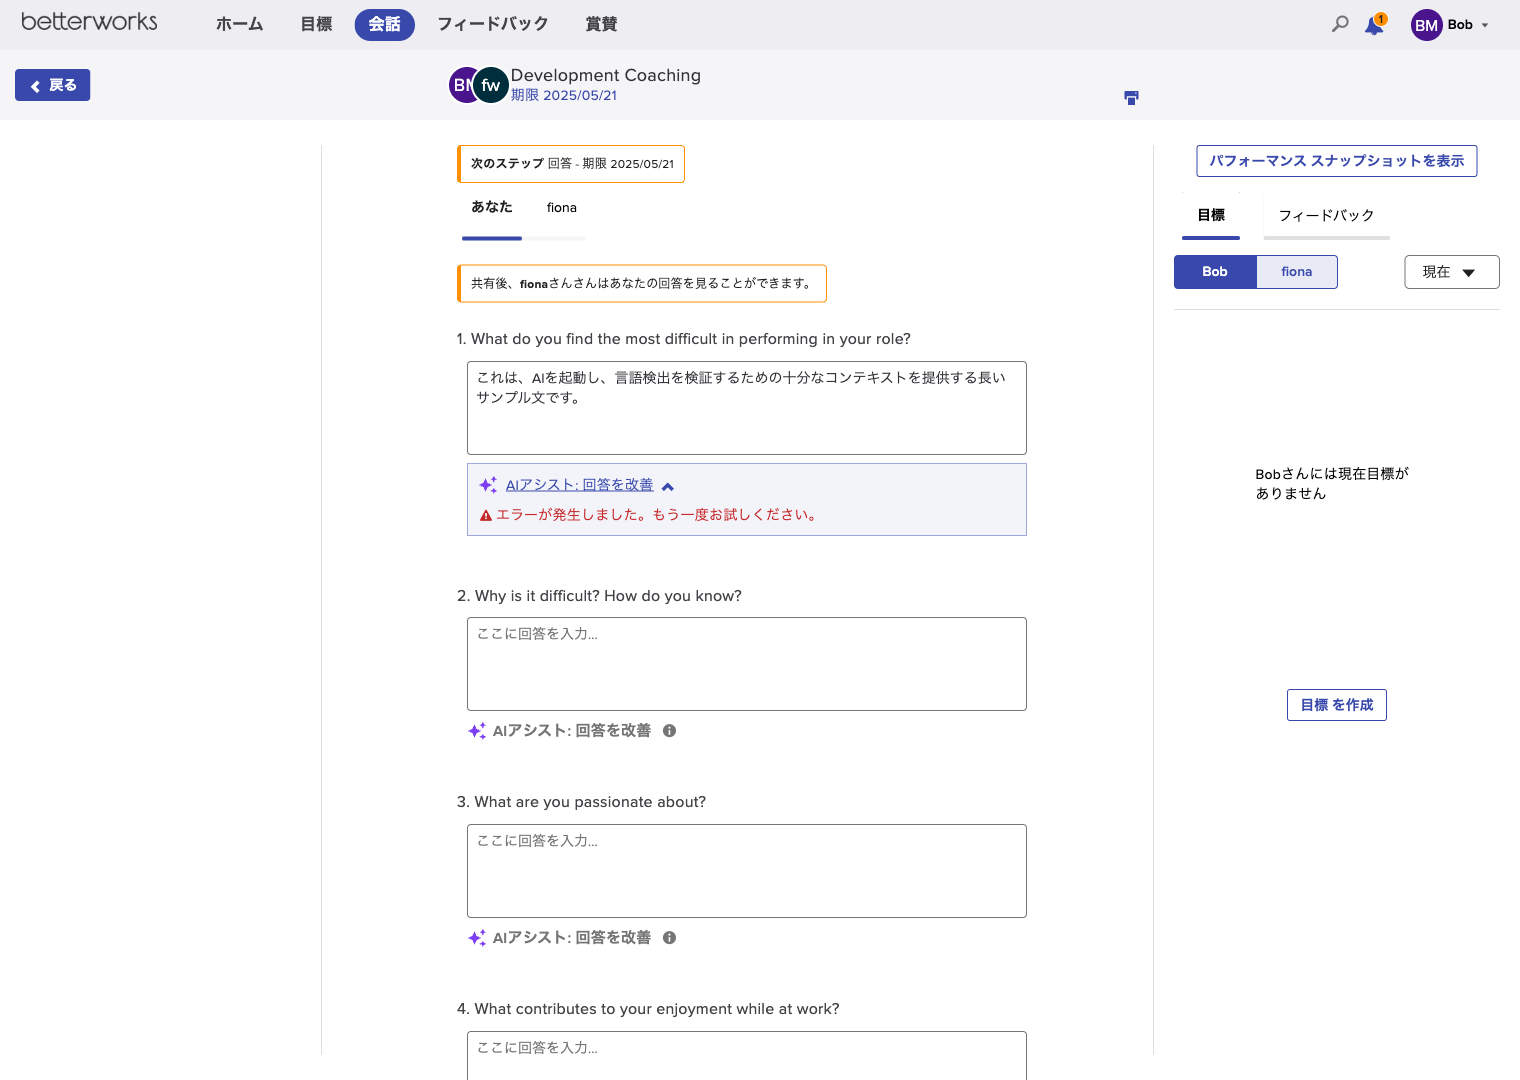 betterworks
ホーム 目標 会話 フィードバック 賞賛
1
BM Bob
戻る
fw
Development Coaching
期限 2025/05/21
次のステップ 回答 - 期限 2025/05/21
あなた fiona
共有後、fionaさんさんはあなたの回答を見ることができます。
1. What do you find the most difficult in performing in your role?
これは、AIを起動し、言語検出を検証するための十分なコンテキストを提供する長い
サンプル文です。
AIアシスト: 回答を改善
エラーが発生しました。もう一度お試しください。
2. Why is it difficult? How do you know?
ここに回答を入力...
AIアシスト: 回答を改善
3. What are you passionate about?
ここに回答を入力...
AIアシスト: 回答を改善
4. What contributes to your enjoyment while at work?
ここに回答を入力...
パフォーマンス スナップショットを表示
目標 フィードバック
Bob fiona 現在
Bobさんには現在目標が
ありません
目標 を作成